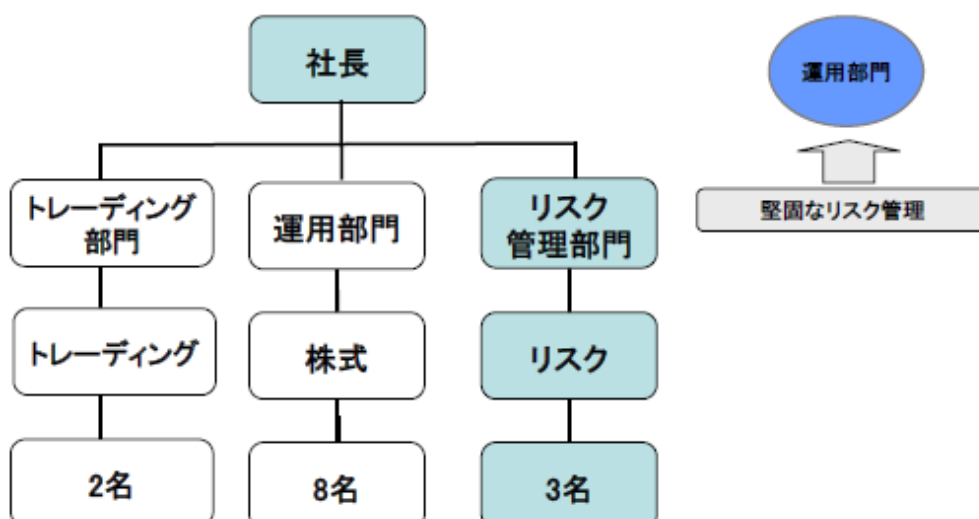 社長
運用部門
堅固なリスク管理
トレーディング
部門
運用部門
リスク
管理部門
トレーディング
株式
リスク
2名
8名
3名